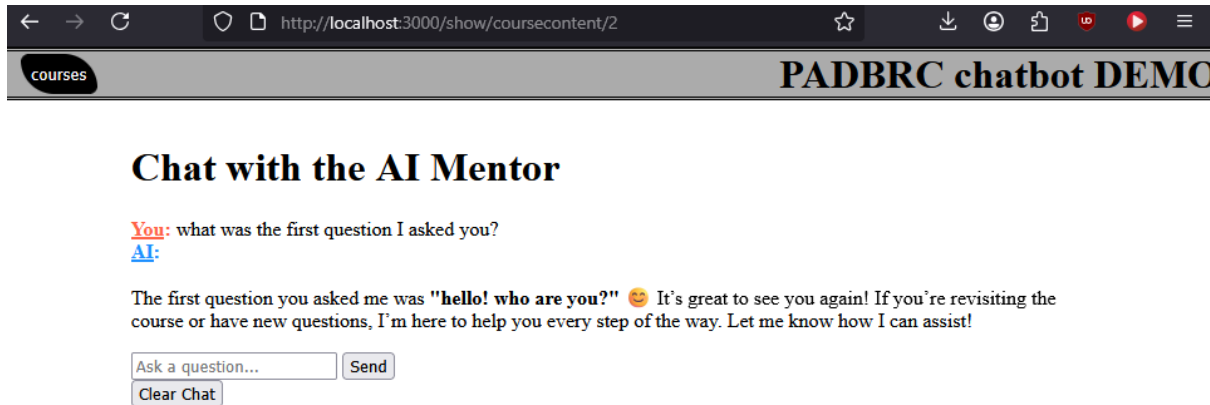 http://localhost:3000/show/coursecontent/2
courses
PADBRC chatbot DEMO
Chat with the AI Mentor
You: what was the first question I asked you?
AI:
The first question you asked me was "hello! who are you?" 😊 It's great to see you again! If you're revisiting the
course or have new questions, I'm here to help you every step of the way. Let me know how I can assist!
Ask a question... Send
Clear Chat